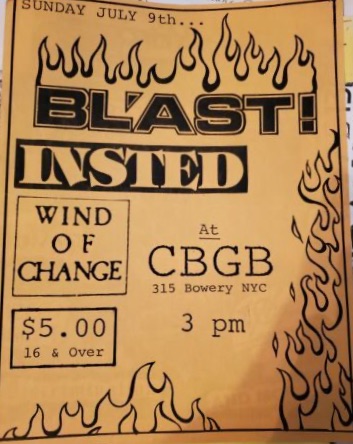 SUNDAY JULY 9th...
BL'AST!
INSTED
WIND
OF
CHANGE
At
CBGB
315 Bowery NYC
$5.00
16 & Over
3 pm